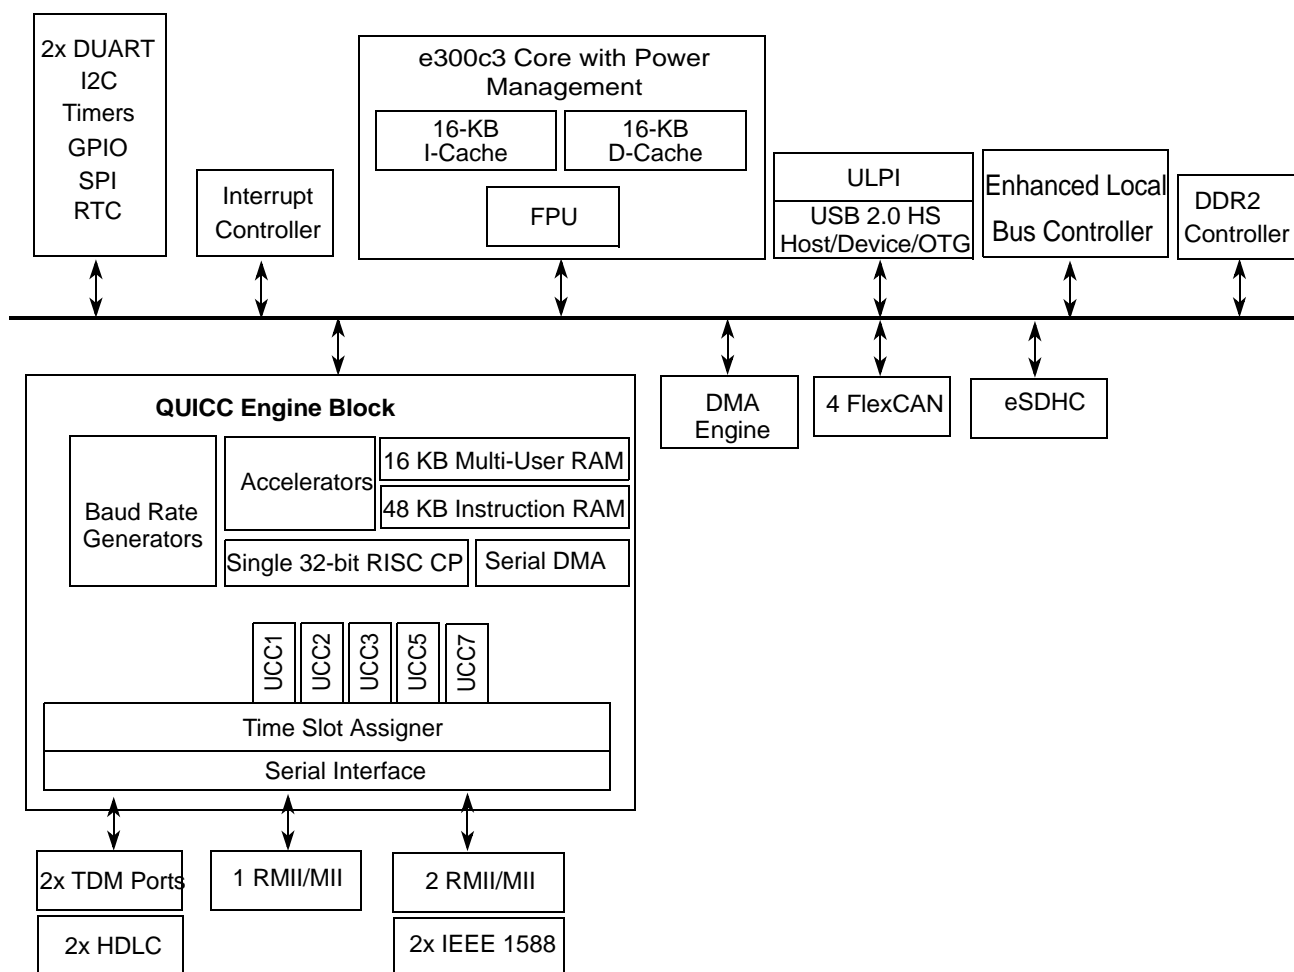 2x DUART
I2C
Timers
GPIO
SPI
RTC
Interrupt
Controller
e300c3 Core with Power
Management
16-KB
I-Cache
16-KB
D-Cache
FPU
ULPI
USB 2.0 HS
Host/Device/OTG
Enhanced Local
Bus Controller
DDR2
Controller
QUICC Engine Block
Baud Rate
Generators
Accelerators
16 KB Multi-User RAM
48 KB Instruction RAM
Single 32-bit RISC CP
Serial DMA
UCC1
UCC2
UCC3
UCC5
UCC7
Time Slot Assigner
Serial Interface
DMA
Engine
4 FlexCAN
eSDHC
2x TDM Ports
2x HDLC
1 RMII/MII
2 RMII/MII
2x IEEE 1588